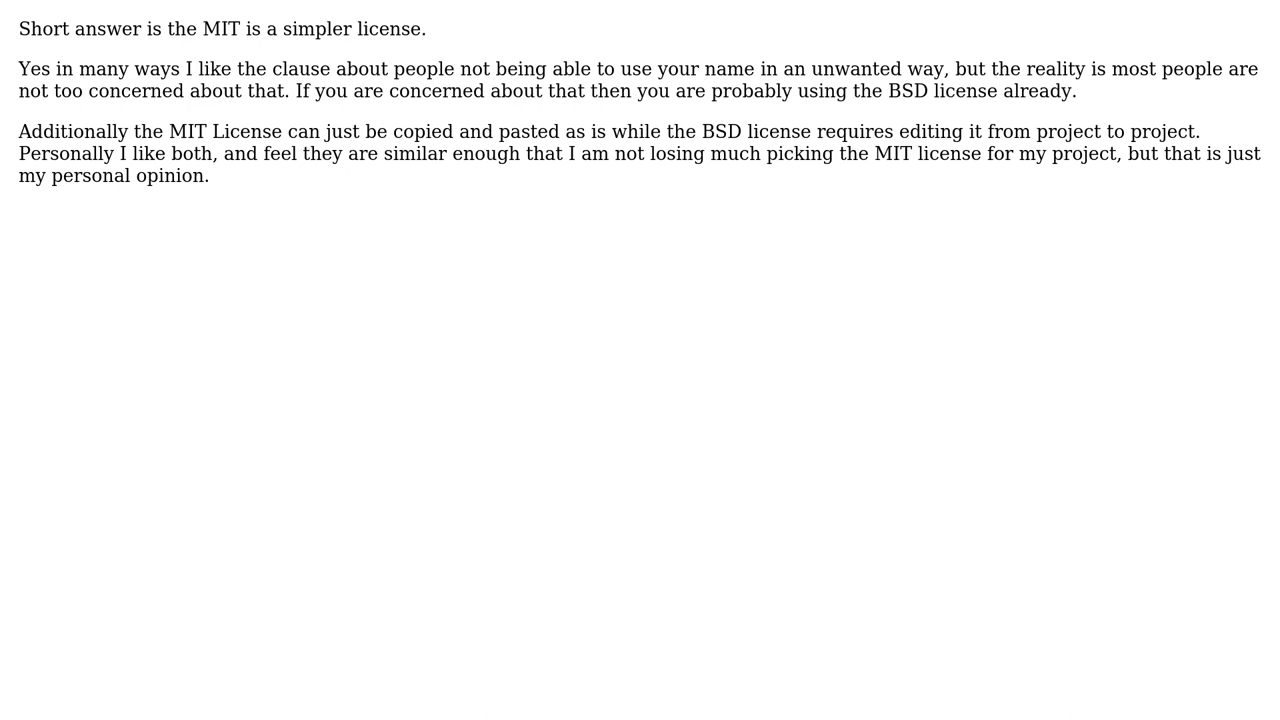 Short answer is the MIT is a simpler license.
Yes in many ways I like the clause about people not being able to use your name in an unwanted way, but the reality is most people are
not too concerned about that. If you are concerned about that then you are probably using the BSD license already.
Additionally the MIT License can just be copied and pasted as is while the BSD license requires editing it from project to project.
Personally I like both, and feel they are similar enough that I am not losing much picking the MIT license for my project, but that is just
my personal opinion.